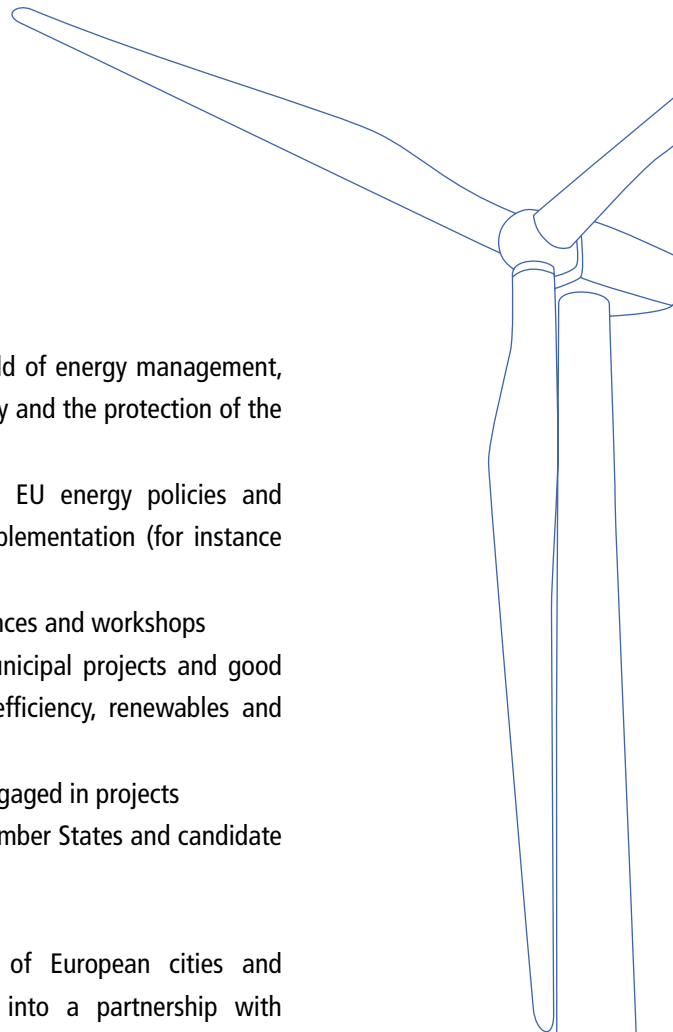 ld of energy management,
y and the protection of the
EU energy policies and
plementation (for instance
nces and workshops
unicipal projects and good
efficiency, renewables and
gaged in projects
mber States and candidate
of European cities and
into a partnership with